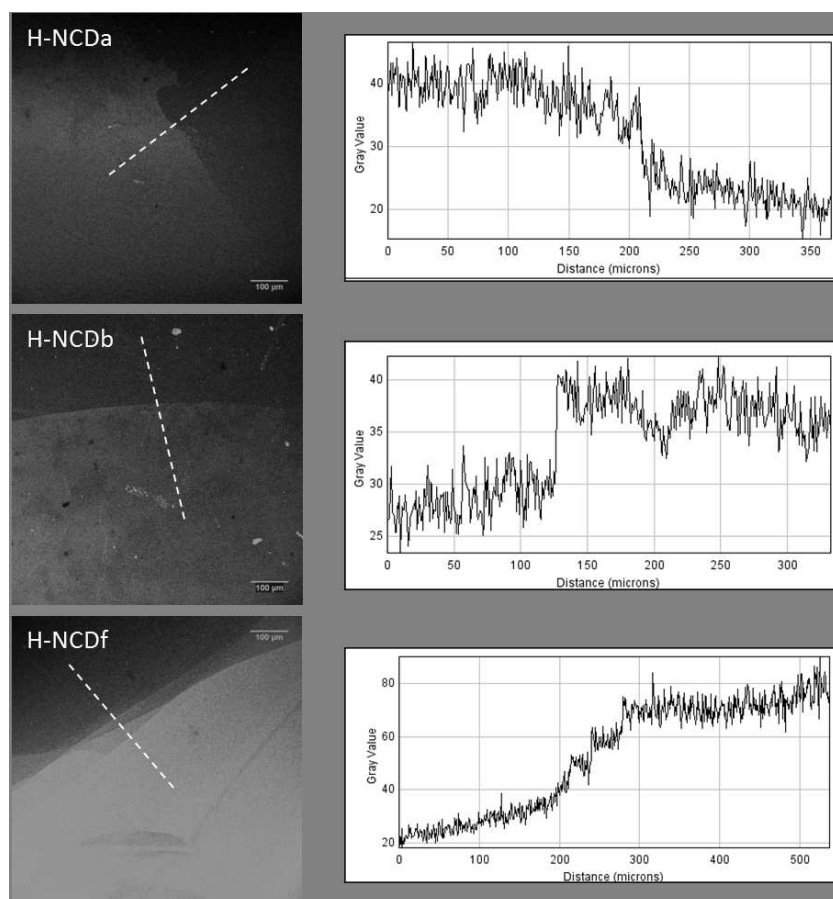 H-NCDa
100 µm
40
30
20
Gray Value
0 50 100 150 200 250 300 350
Distance (microns)
H-NCDb
100 µm
40
35
30
25
Gray Value
0 50 100 150 200 250 300
Distance (microns)
H-NCDf
100 µm
80
60
40
20
Gray Value
0 100 200 300 400 500
Distance (microns)